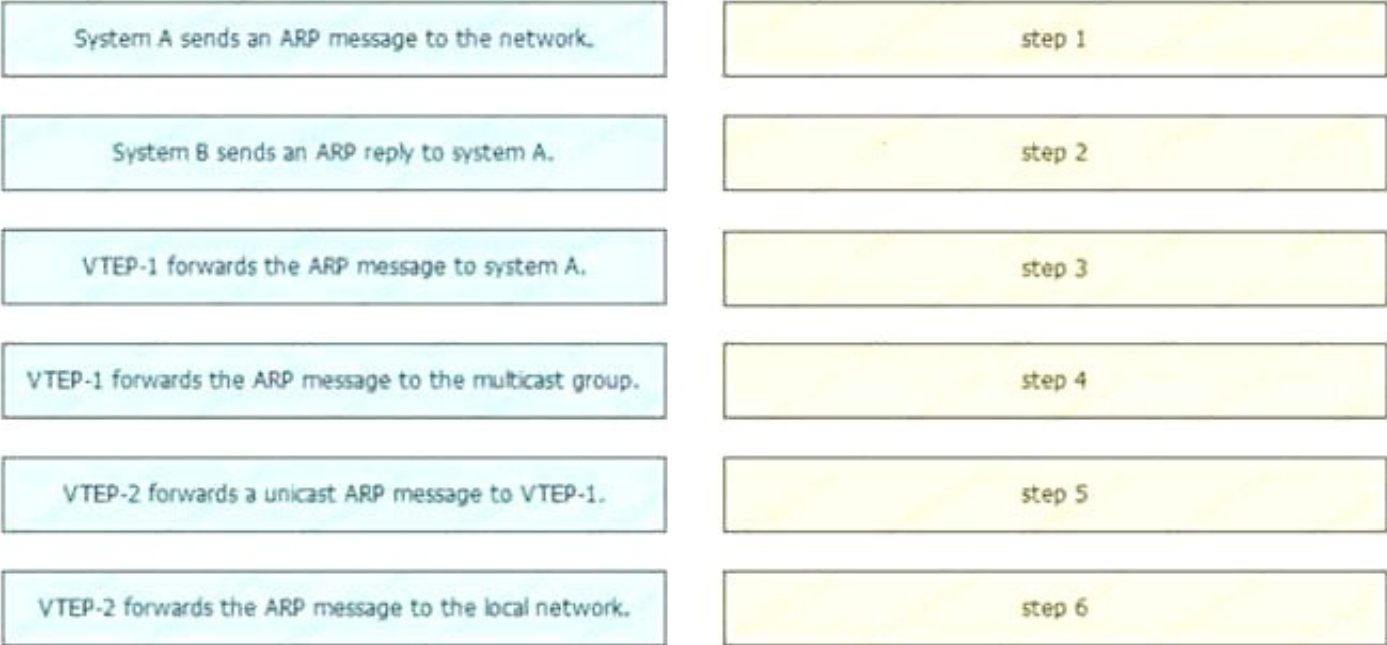 System A sends an ARP message to the network.
step 1
System B sends an ARP reply to system A.
step 2
VTEP-1 forwards the ARP message to system A.
step 3
VTEP-1 forwards the ARP message to the multicast group.
step 4
VTEP-2 forwards a unicast ARP message to VTEP-1.
step 5
VTEP-2 forwards the ARP message to the local network.
step 6